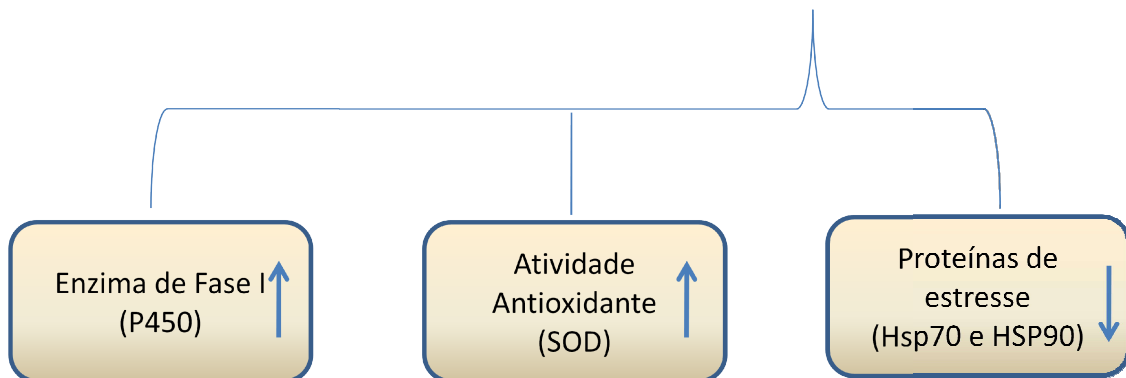 Enzima de Fase I
(P450)
Atividade
Antioxidante
(SOD)
Proteínas de
estresse
(Hsp70 e HSP90)